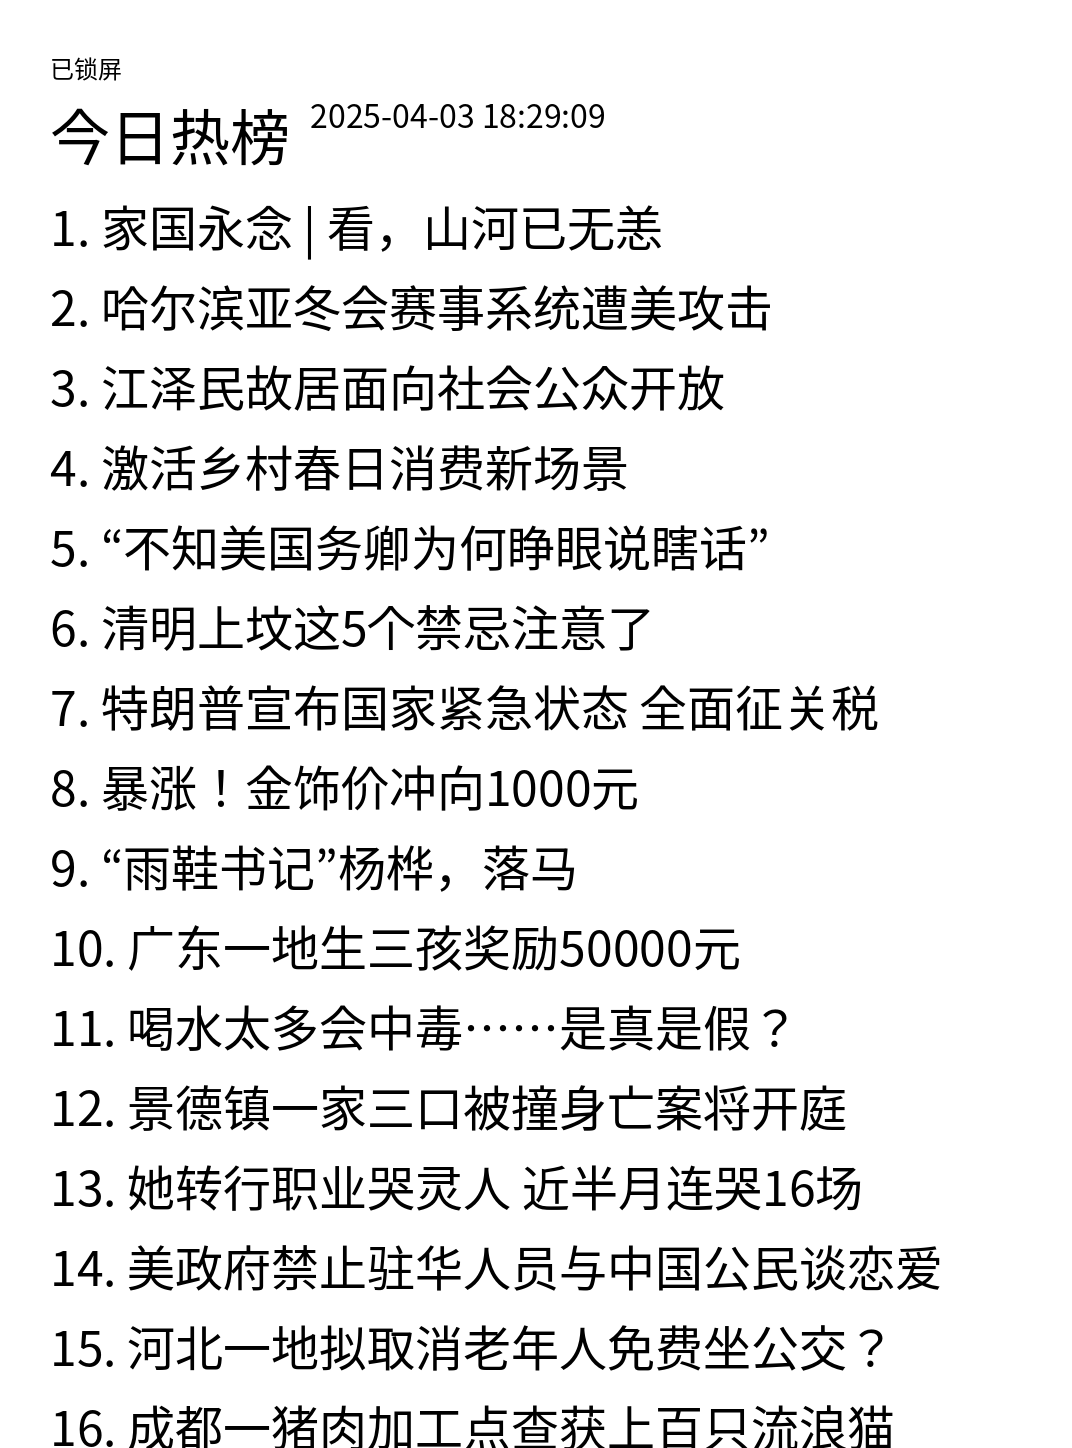 已锁屏
今日热榜 2025-04-03 18:29:09
1. 家国永念 | 看，山河已无恙
2. 哈尔滨亚冬会赛事系统遭美攻击
3. 江泽民故居面向社会公众开放
4. 激活乡村春日消费新场景
5. “不知美国务卿为何睁眼说瞎话”
6. 清明上坟这5个禁忌注意了
7. 特朗普宣布国家紧急状态 全面征关税
8. 暴涨！金饰价冲向1000元
9. “雨鞋书记”杨桦，落马
10. 广东一地生三孩奖励50000元
11. 喝水太多会中毒……是真是假？
12. 景德镇一家三口被撞身亡案将开庭
13. 她转行职业哭灵人 近半月连哭16场
14. 美政府禁止驻华人员与中国公民谈恋爱
15. 河北一地拟取消老年人免费坐公交？
16. 成都一猪肉加工点查获上百只流浪猫